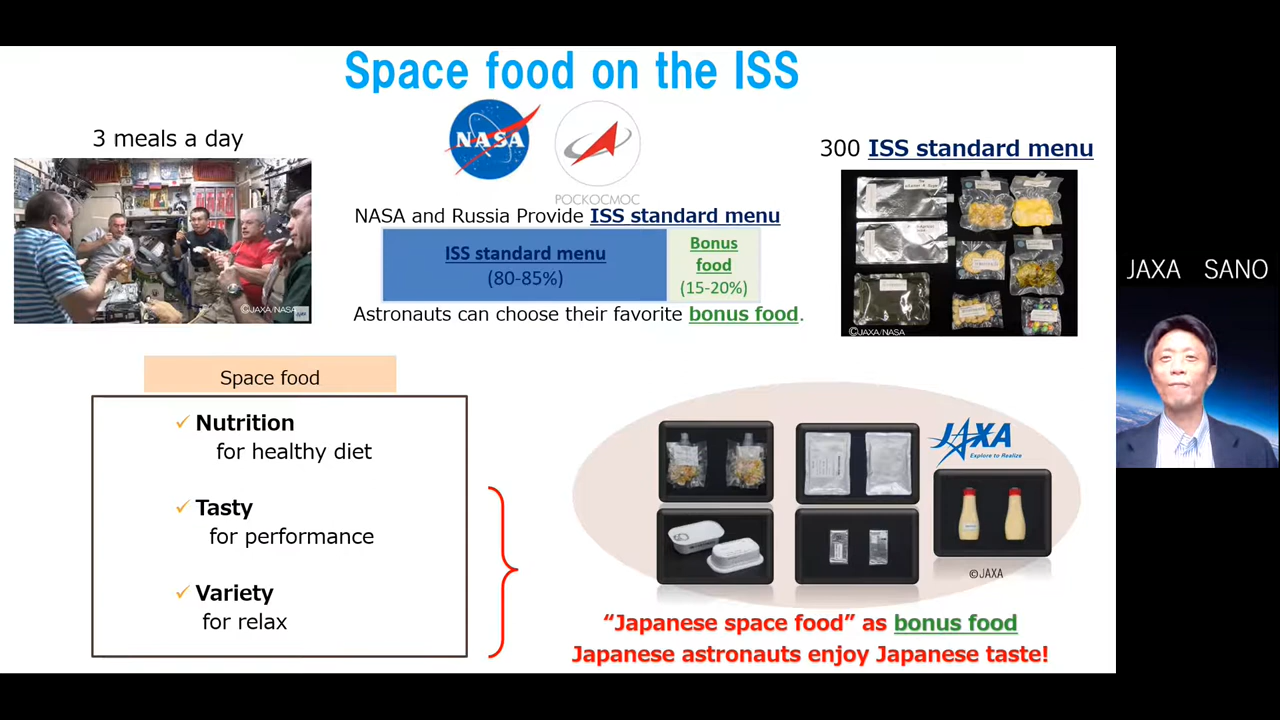 Space food on the ISS
3 meals a day
©JAXA/NASA
NASA
РОСКОСМОС
NASA and Russia Provide ISS standard menu
ISS standard menu
(80-85%)
Bonus
food
(15-20%)
Astronauts can choose their favorite bonus food.
300 ISS standard menu
©JAXA/NASA
JAXA SANO
Space food
✓ Nutrition
for healthy diet
✓ Tasty
for performance
✓ Variety
for relax
JAXA
Explore to Realize
©JAXA
“Japanese space food” as bonus food
Japanese astronauts enjoy Japanese taste!